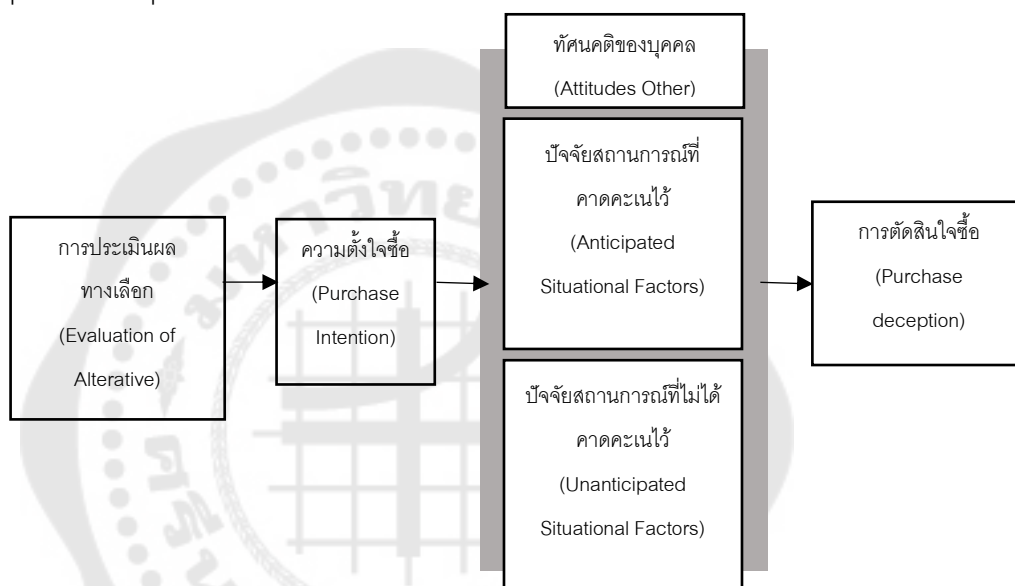 การประเมินผล
ทางเลือก
(Evaluation of
Alterative)
ความตั้งใจซื้อ
(Purchase
Intention)
ทัศนคติของบุคคล
(Attitudes Other)
ปัจจัยสถานการณ์ที่
คาดคะเนไว้
(Anticipated
Situational Factors)
ปัจจัยสถานการณ์ที่ไม่ได้
คาดคะเนไว้
(Unanticipated
Situational Factors)
การตัดสินใจซื้อ
(Purchase
deception)